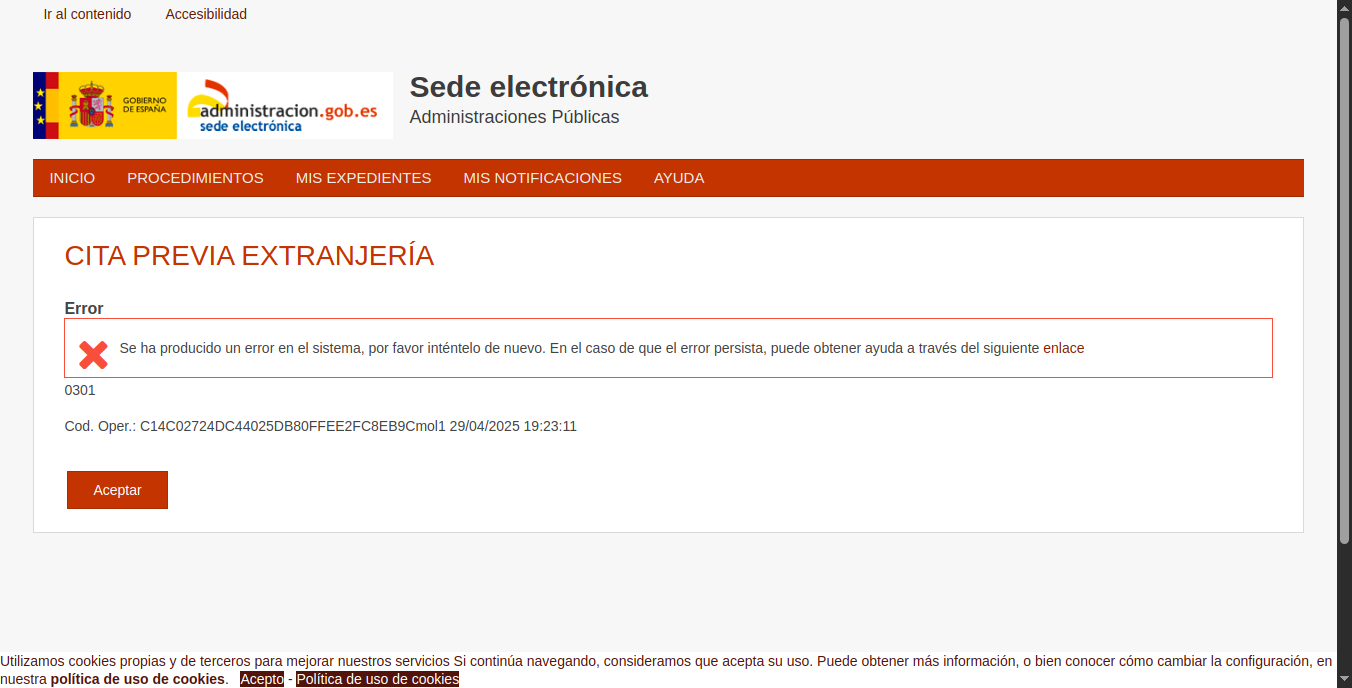 Ir al contenido Accesibilidad
GOBIERNO
DE ESPAÑA
administracion.gob.es
sede electrónica
Sede electrónica
Administraciones Públicas
INICIO PROCEDIMIENTOS MIS EXPEDIENTES MIS NOTIFICACIONES AYUDA
CITA PREVIA EXTRANJERÍA
Error
Se ha producido un error en el sistema, por favor inténtelo de nuevo. En el caso de que el error persista, puede obtener ayuda a través del siguiente enlace
0301
Cod. Oper.: C14C02724DC44025DB80FFEE2FC8EB9Cmol1 29/04/2025 19:23:11
Aceptar
Utilizamos cookies propias y de terceros para mejorar nuestros servicios Si continúa navegando, consideramos que acepta su uso. Puede obtener más información, o bien conocer cómo cambiar la configuración, en
nuestra política de uso de cookies. Acepto - Política de uso de cookies